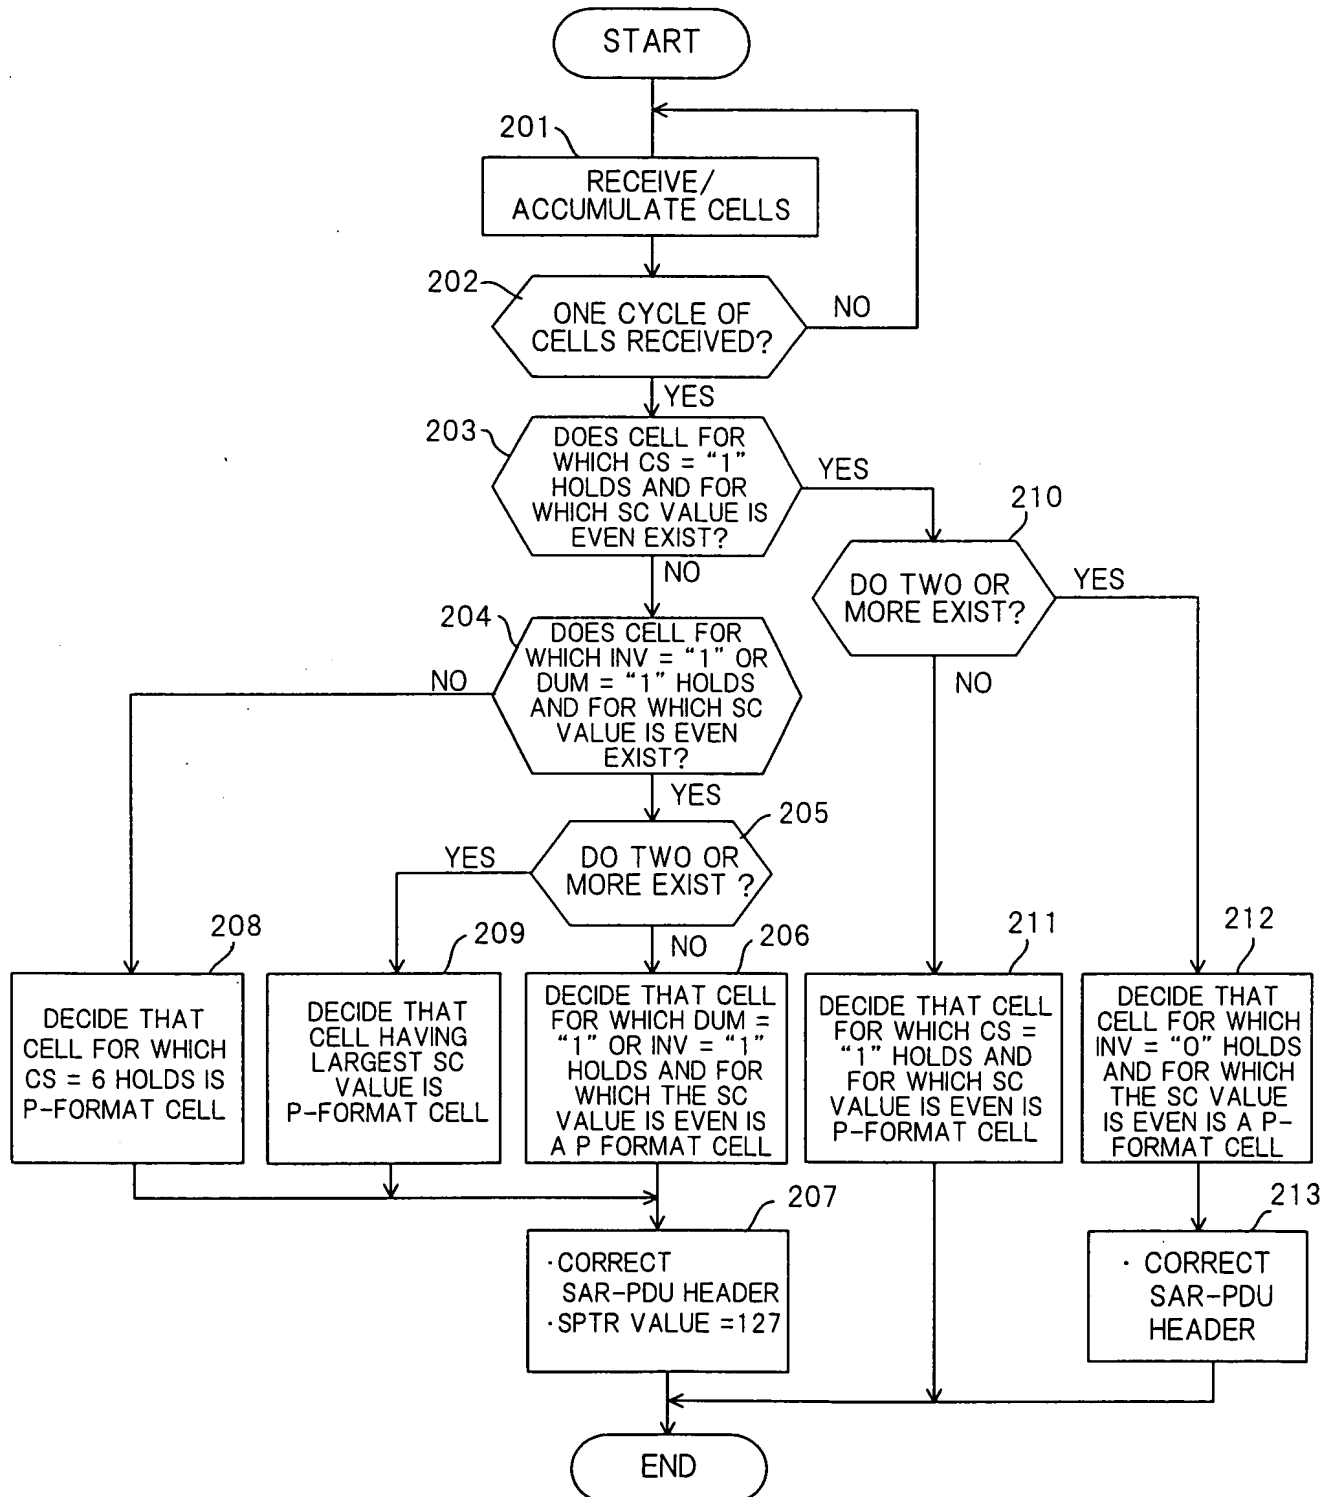 START
201
RECEIVE/
ACCUMULATE CELLS
202
ONE CYCLE OF
CELLS RECEIVED?
NO
YES
203
DOES CELL FOR
WHICH CS = “1”
HOLDS AND FOR
WHICH SC VALUE IS
EVEN EXIST?
YES
NO
210
DO TWO OR
MORE EXIST?
YES
NO
204
DOES CELL FOR
WHICH INV = “1” OR
DUM = “1” HOLDS
AND FOR WHICH SC
VALUE IS EVEN
EXIST?
NO
YES
205
DO TWO OR
MORE EXIST ?
YES
NO
208
DECIDE THAT
CELL FOR WHICH
CS = 6 HOLDS IS
P-FORMAT CELL
209
DECIDE THAT
CELL HAVING
LARGEST SC
VALUE IS
P-FORMAT CELL
206
DECIDE THAT CELL
FOR WHICH DUM =
“1” OR INV = “1”
HOLDS AND FOR
WHICH THE SC
VALUE IS EVEN IS
A P FORMAT CELL
211
DECIDE THAT CELL
FOR WHICH CS =
“1” HOLDS AND
FOR WHICH SC
VALUE IS EVEN IS
P-FORMAT CELL
212
DECIDE THAT
CELL FOR WHICH
INV = “0” HOLDS
AND FOR WHICH
THE SC VALUE
IS EVEN IS A P-
FORMAT CELL
207
·CORRECT
SAR-PDU HEADER
·SPTR VALUE =127
213
· CORRECT
SAR-PDU
HEADER
END